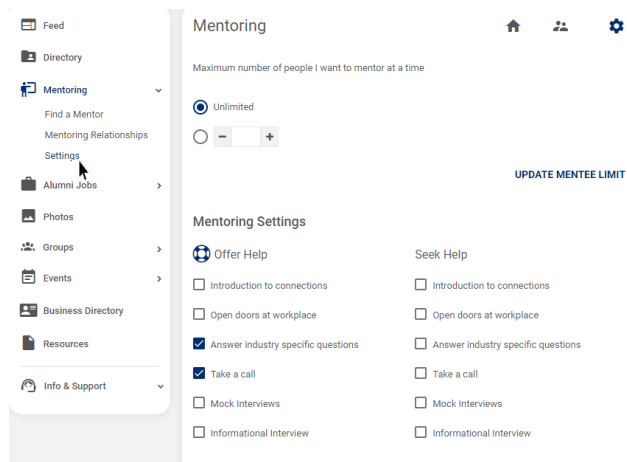 Feed
Directory
Mentoring
Find a Mentor
Mentoring Relationships
Settings
Alumni Jobs
Photos
Groups
Events
Business Directory
Resources
Info & Support
Mentoring
Maximum number of people I want to mentor at a time
Unlimited
- +
UPDATE MENTEE LIMIT
Mentoring Settings
Offer Help
Introduction to connections
Open doors at workplace
Answer industry specific questions
Take a call
Mock Interviews
Informational Interview
Seek Help
Introduction to connections
Open doors at workplace
Answer industry specific questions
Take a call
Mock Interviews
Informational Interview